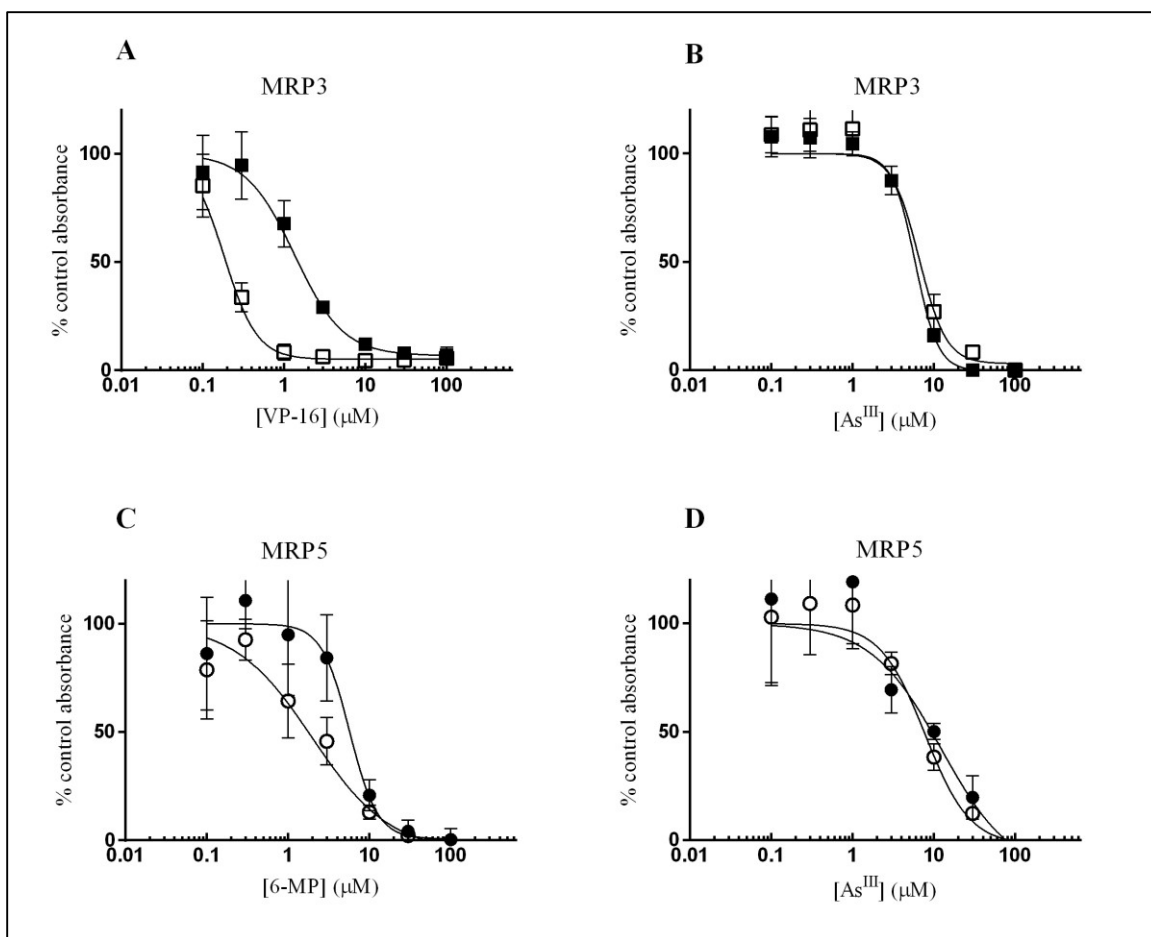 A
MRP3
% control absorbance
100
50
0
0.01 0.1 1 10 100
[VP-16] (μM)
B
MRP3
% control absorbance
100
50
0
0.01 0.1 1 10 100
[As^III] (μM)
C
MRP5
% control absorbance
100
50
0
0.01 0.1 1 10 100
[6-MP] (μM)
D
MRP5
% control absorbance
100
50
0
0.01 0.1 1 10 100
[As^III] (μM)